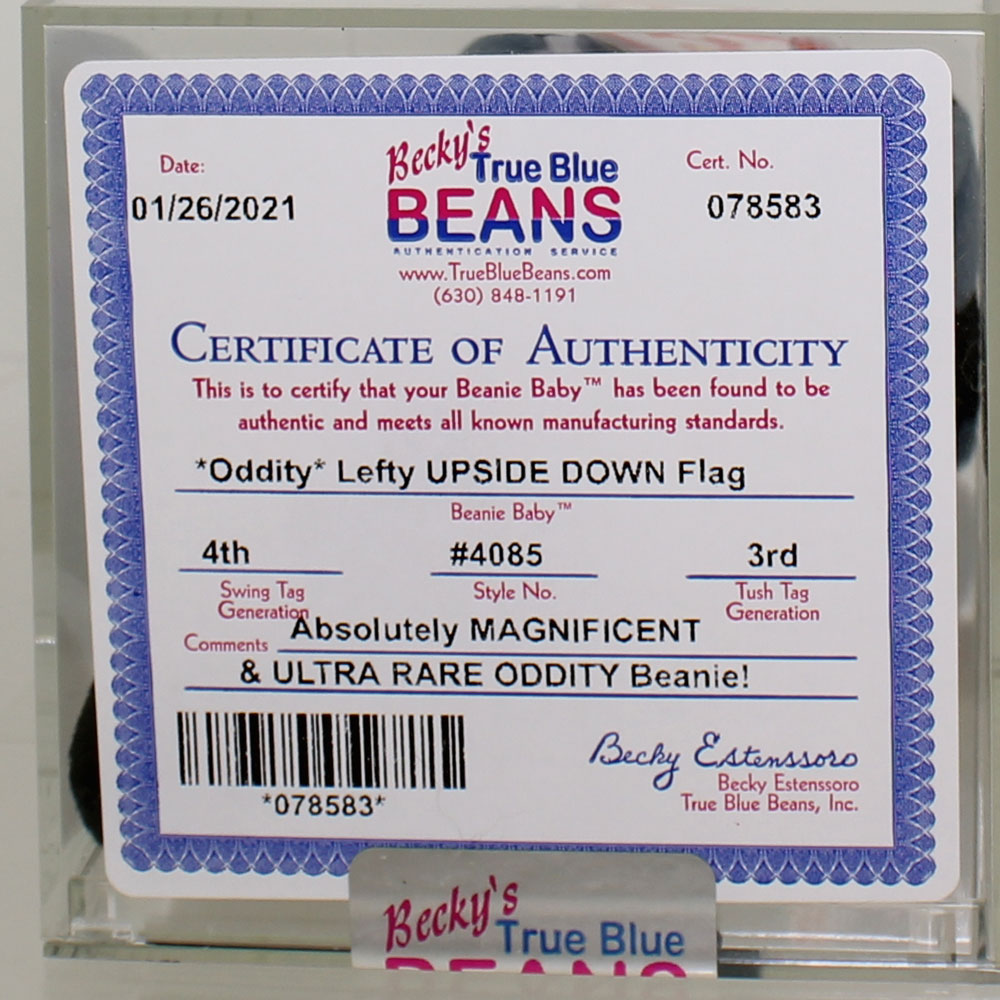 Date:
01/26/2021
Becky's
True Blue
BEANS
AUTHENTICATION SERVICE
www.TrueBlueBeans.com
(630) 848-1191
Cert. No.
078583
CERTIFICATE OF AUTHENTICITY
This is to certify that your Beanie Baby™ has been found to be
authentic and meets all known manufacturing standards.
*Oddity* Lefty UPSIDE DOWN Flag
Beanie Baby™
4th #4085 3rd
Swing Tag Style No. Tush Tag
Generation Generation
Comments Absolutely MAGNIFICENT
& ULTRA RARE ODDITY Beanie!
*078583*
Becky Estenssoro
Becky Estenssoro
True Blue Beans, Inc.
Becky's
True Blue
BEANS